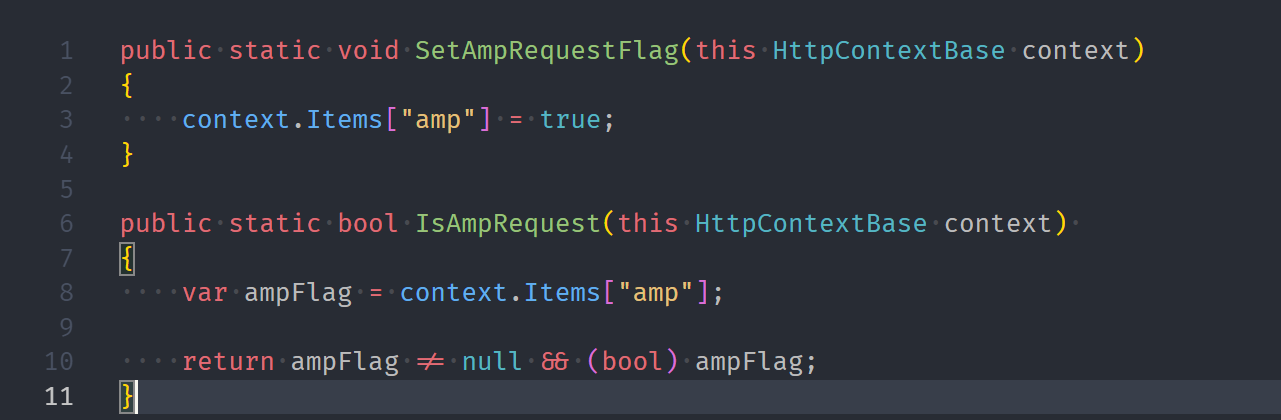 1 public static void SetAmpRequestFlag(this HttpContextBase context)
2 {
3     context.Items["amp"] = true;
4 }
5
6 public static bool IsAmpRequest(this HttpContextBase context)
7 {
8     var ampFlag = context.Items["amp"];
9
10     return ampFlag != null && (bool) ampFlag;
11 }